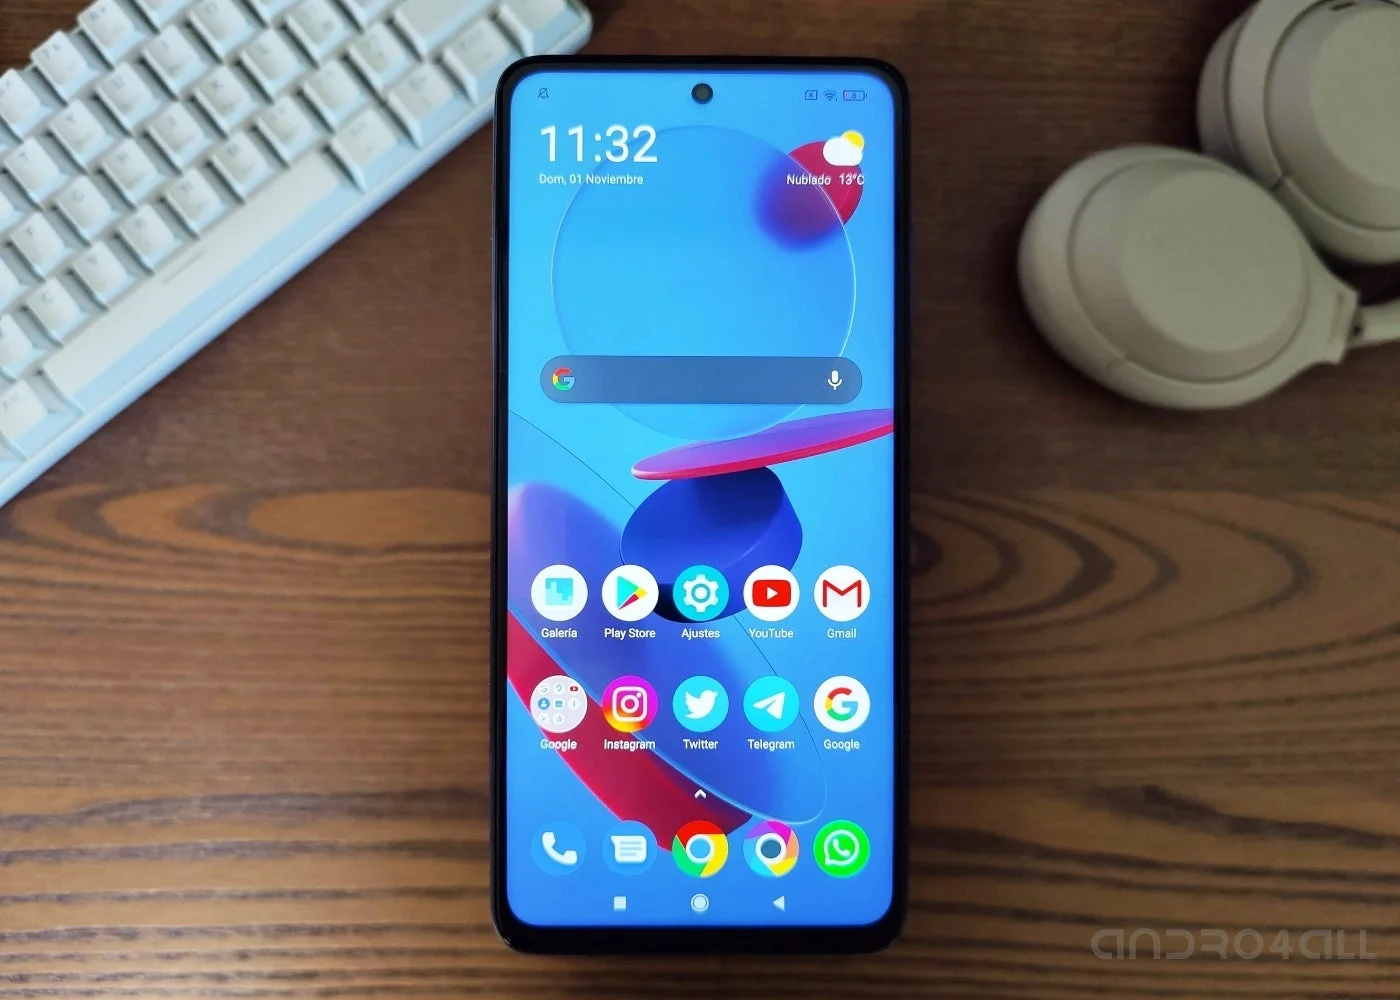 11:32
Dom, 01 Noviembre
Nublado 13°C
Galería
Play Store
Ajustes
YouTube
Gmail
Google
Instagram
Twitter
Telegram
Google
andro4all